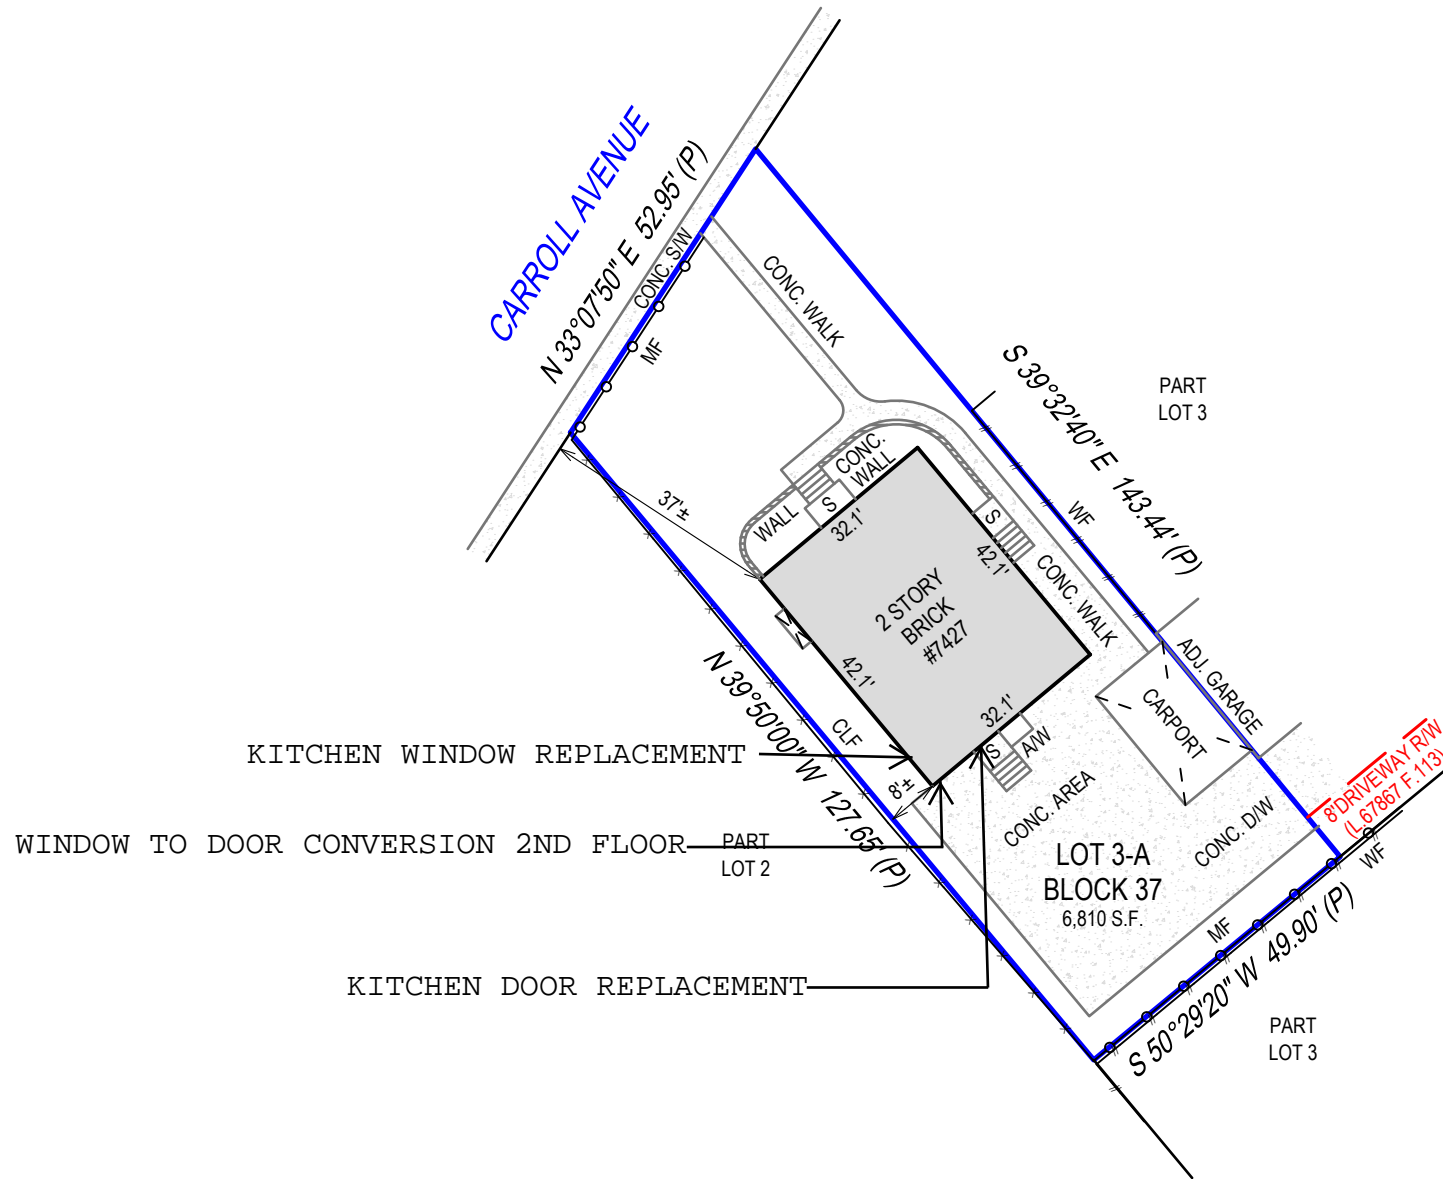 CARROLL AVENUE
N 33°07'50" E 52.95' (P)
CONC. S/W
MF
CONC. WALK
S 39°32'40" E 143.44' (P)
PART
LOT 3
WF
37'±
CONC.
WALL
WALL
S
32.1'
S
42.1'
CONC. WALK
2 STORY
BRICK
#7427
42.1'
32.1'
ADJ. GARAGE
CARPORT
N 39°50'00" W 127.65' (P)
CLF
KITCHEN WINDOW REPLACEMENT
8'±
S
A/W
CONC. AREA
8'DRIVEWAY R/W
(L.67867 F.113)
WINDOW TO DOOR CONVERSION 2ND FLOOR
PART
LOT 2
CONC. D/W
LOT 3-A
BLOCK 37
6,810 S.F.
WF
MF
S 50°29'20" W 49.90' (P)
KITCHEN DOOR REPLACEMENT
PART
LOT 3